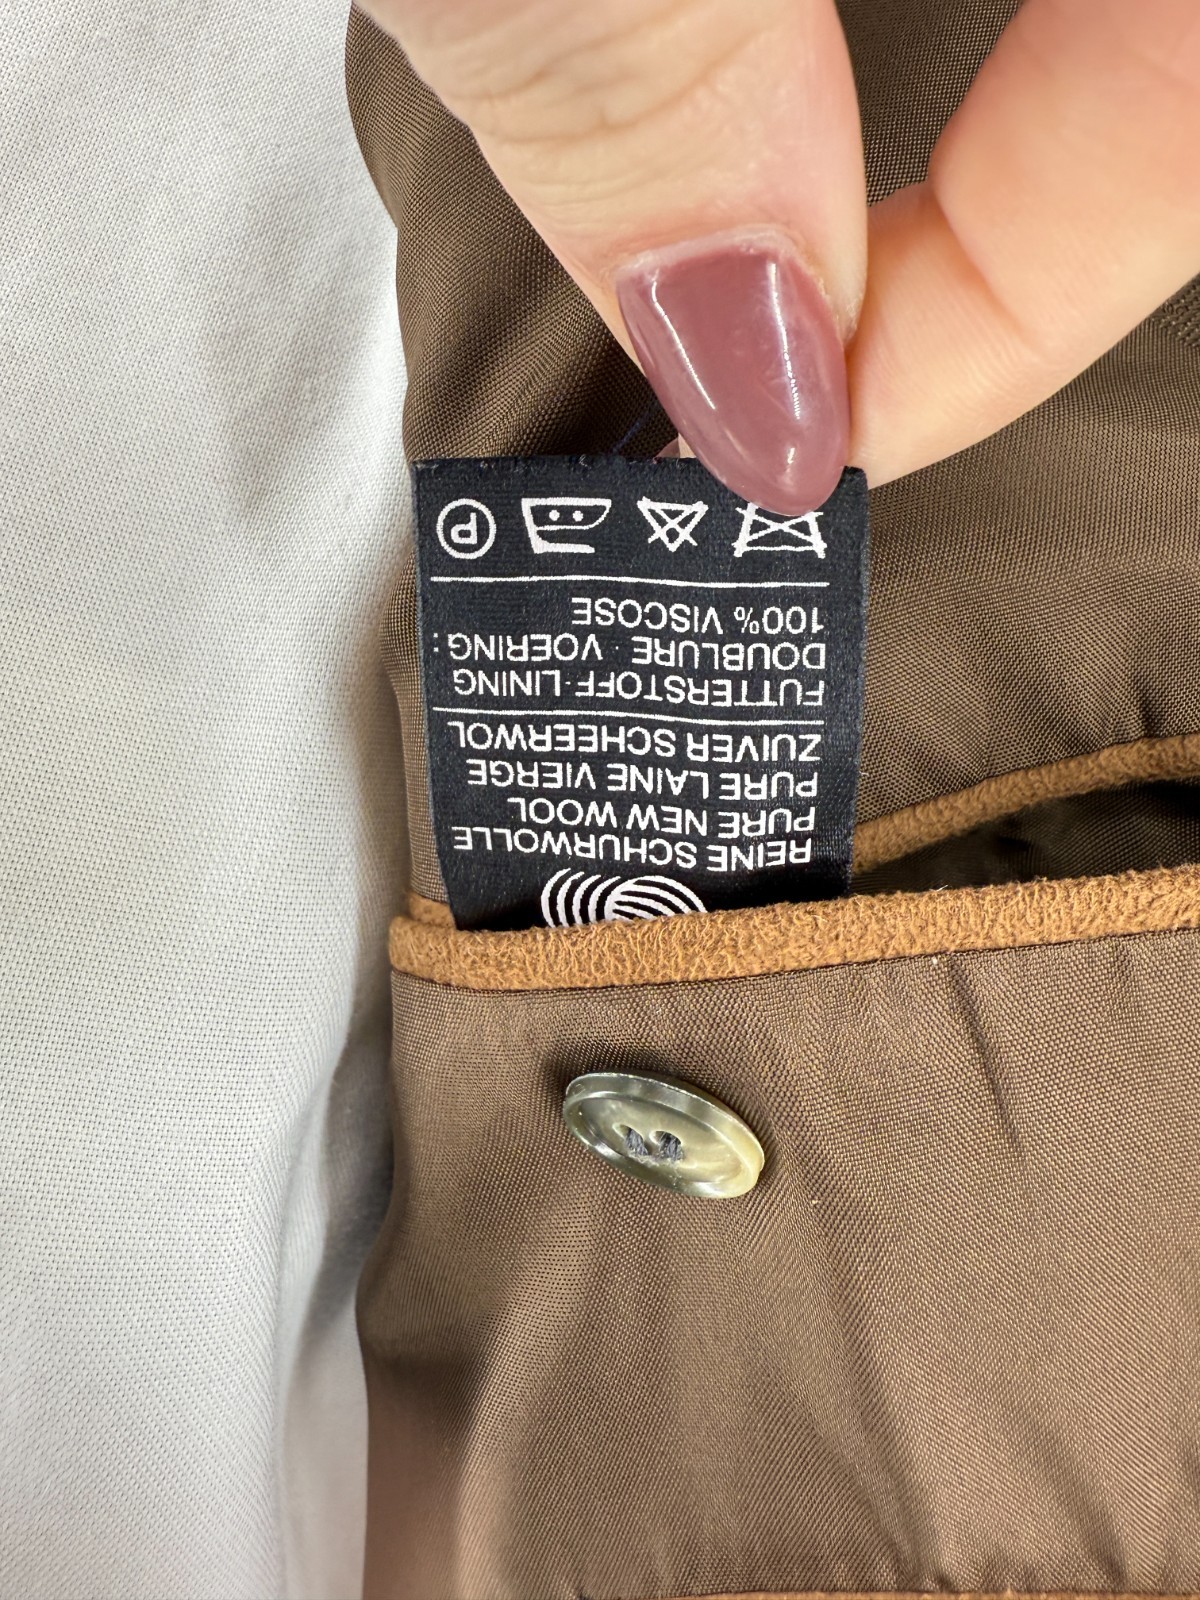 REINE SCHURWOLLE
PURE NEW WOOL
PURE LAINE VIERGE
ZUIVER SCHEERWOL
FUTTERSTOFF·LINING
DOUBLURE · VOERING:
100% VISCOSE
P